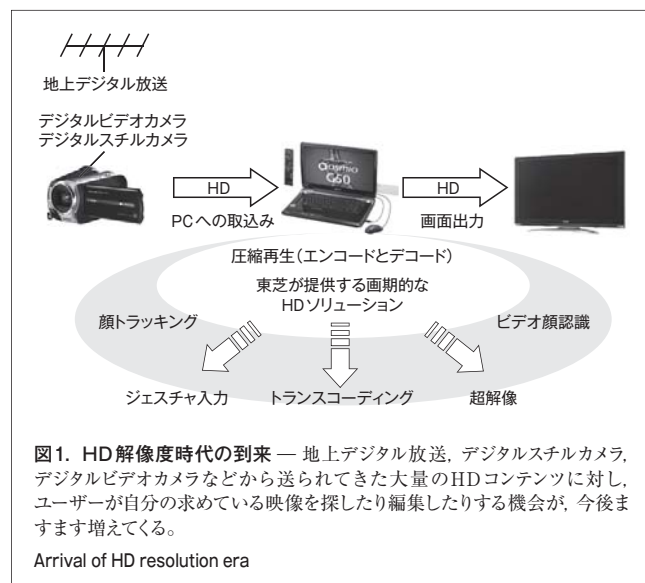 地上デジタル放送
デジタルビデオカメラ
デジタルスチルカメラ
HD
PCへの取込み
Qosmio
G50
HD
画面出力
圧縮再生(エンコードとデコード)
東芝が提供する画期的な
HDソリューション
顔トラッキング
ビデオ顔認識
ジェスチャ入力
トランスコーディング
超解像
図1. HD解像度時代の到来 — 地上デジタル放送, デジタルスチルカメラ,
デジタルビデオカメラなどから送られてきた大量のHDコンテンツに対し,
ユーザーが自分の求めている映像を探したり編集したりする機会が, 今後ま
すます増えてくる。
Arrival of HD resolution era